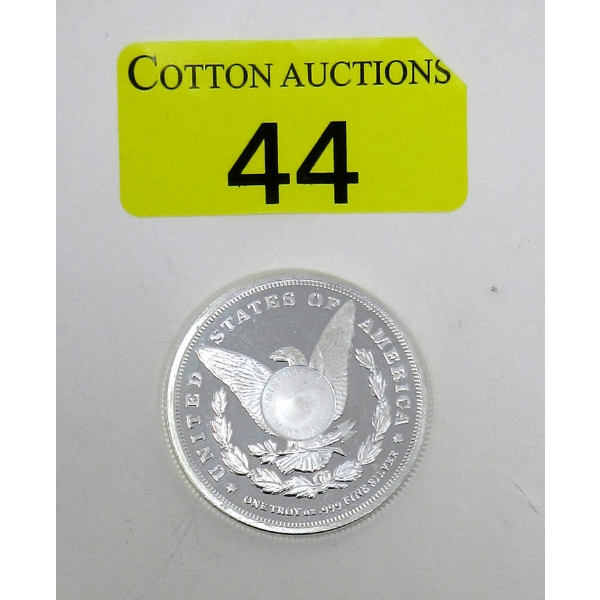 COTTON AUCTIONS
44
UNITED STATES OF AMERICA
ONE TROY oz .999 FINE SILVER